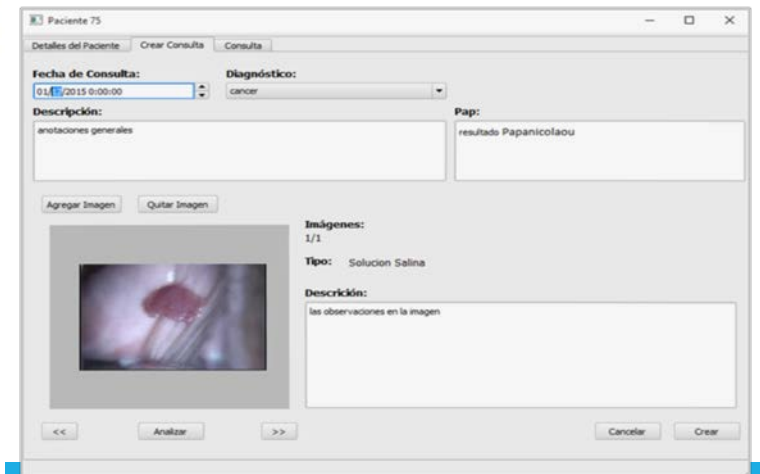 Paciente 75
Detalles del Paciente Crear Consulta Consulta
Fecha de Consulta: Diagnóstico:
01/12/2015 0:00:00 cancer
Descripción: Pap:
anotaciones generales resultado Papanicolaou
Agregar Imagen Quitar Imagen
Imágenes:
1/1
Tipo: Solucion Salina
Descrición:
las observaciones en la imagen
<< Analizar >> Cancelar Crear